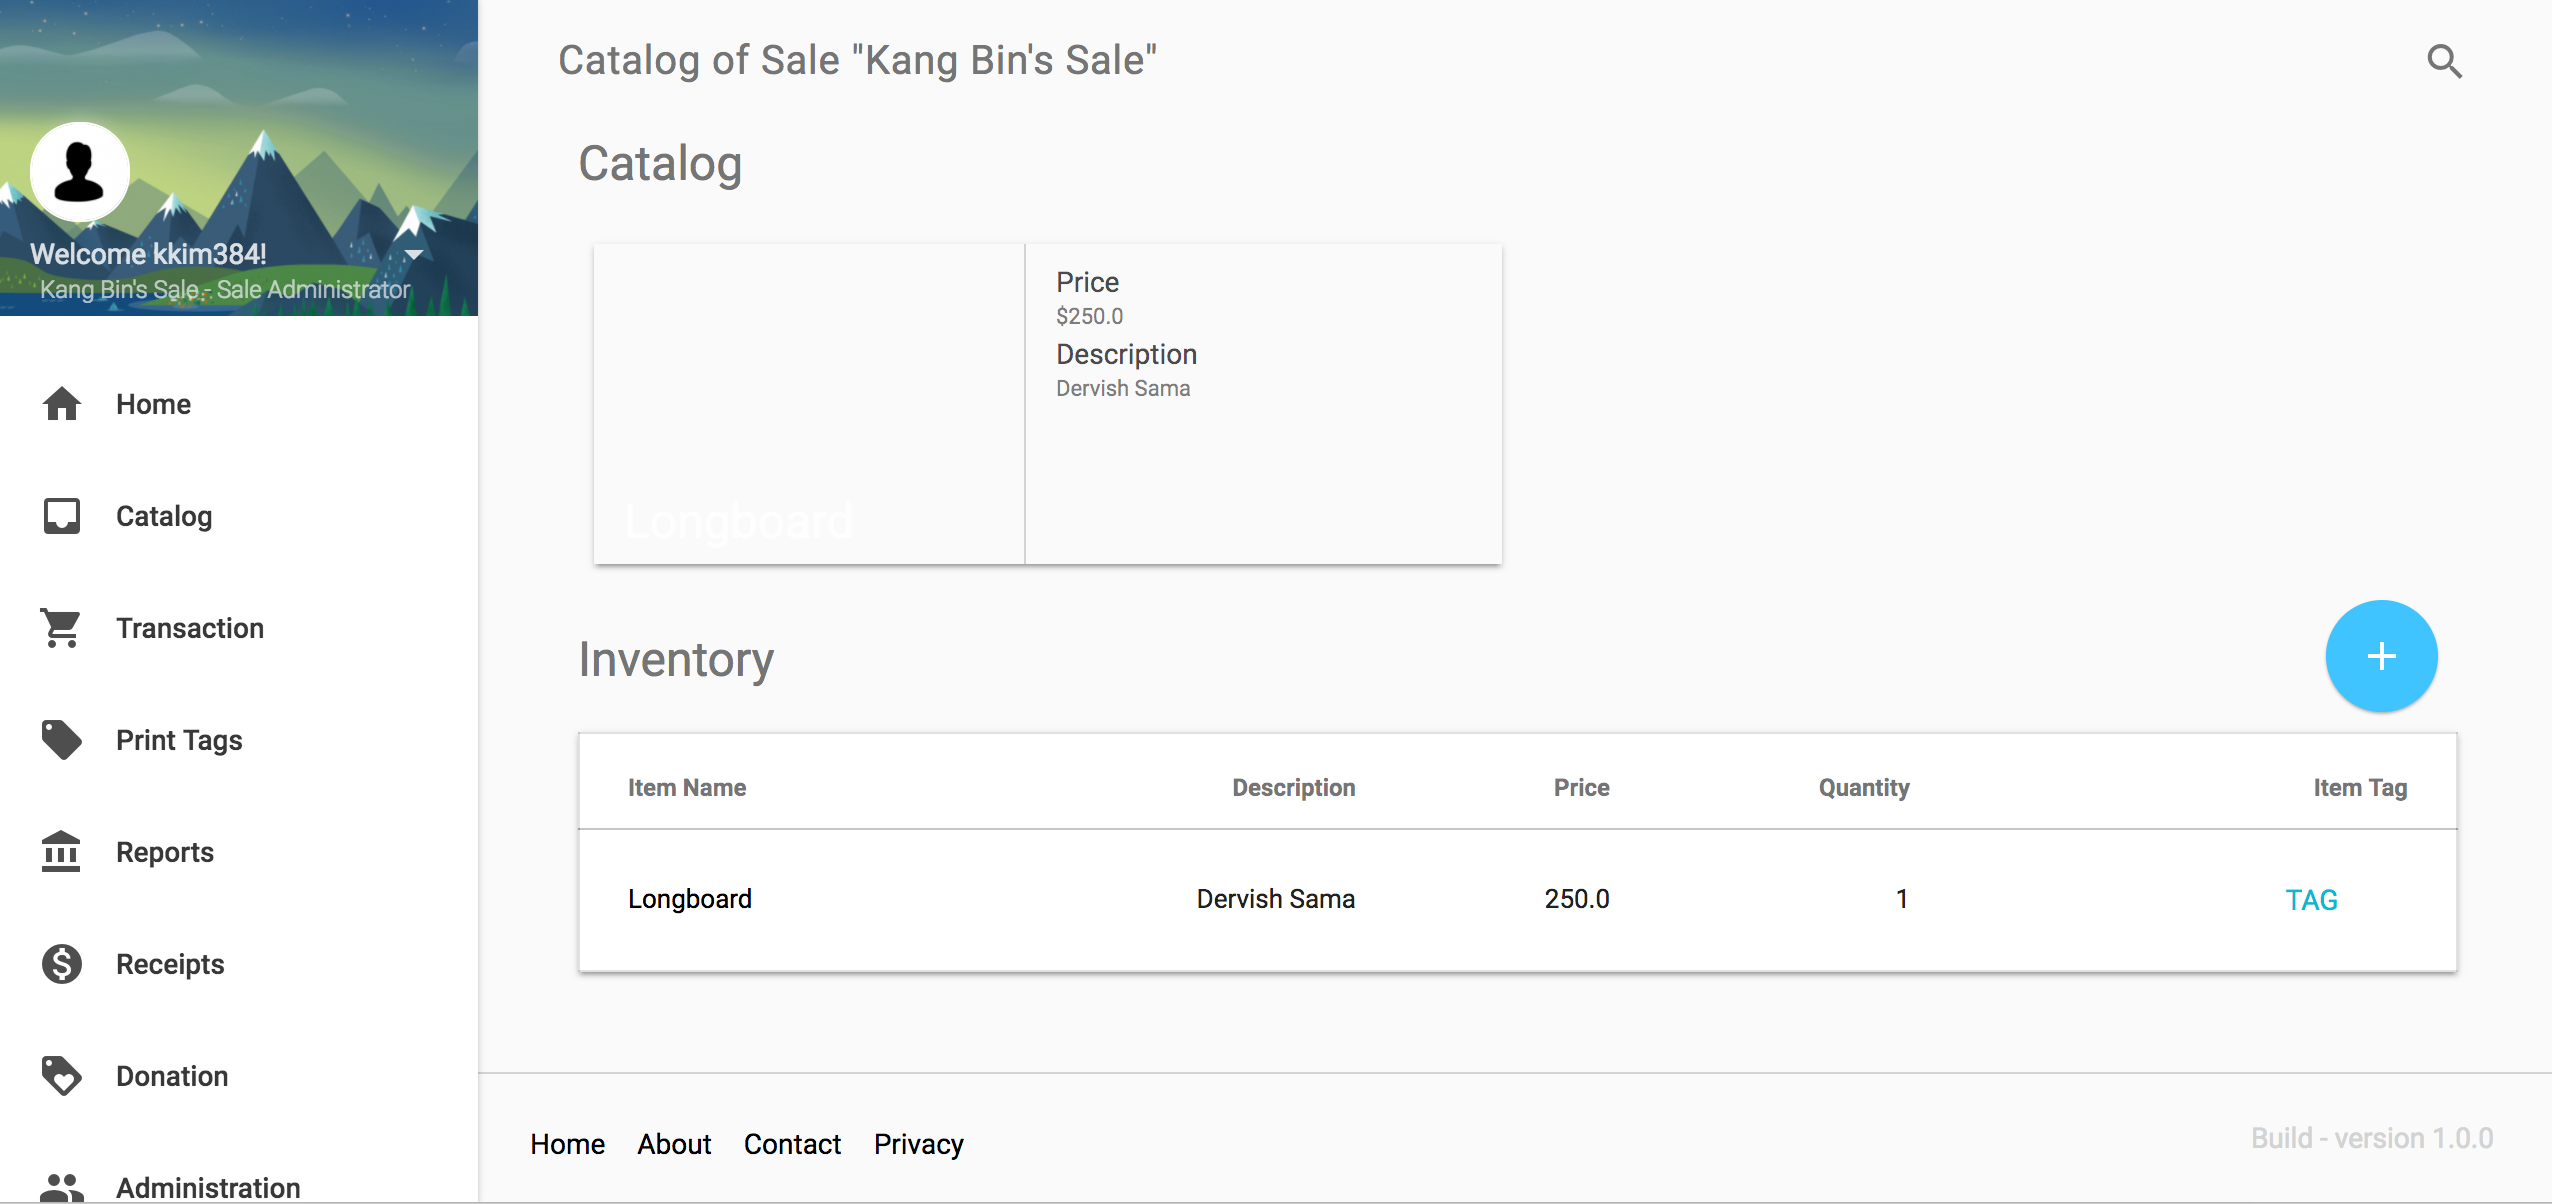 Welcome kkim384!
Kang Bin's Sale - Sale Administrator
Home
Catalog
Transaction
Print Tags
Reports
Receipts
Donation
Administration
Catalog of Sale "Kang Bin's Sale"
Catalog
Longboard
Price
$250.0
Description
Dervish Sama
Inventory
+
Item Name Description Price Quantity Item Tag
Longboard Dervish Sama 250.0 1 TAG
Home About Contact Privacy
Build - version 1.0.0